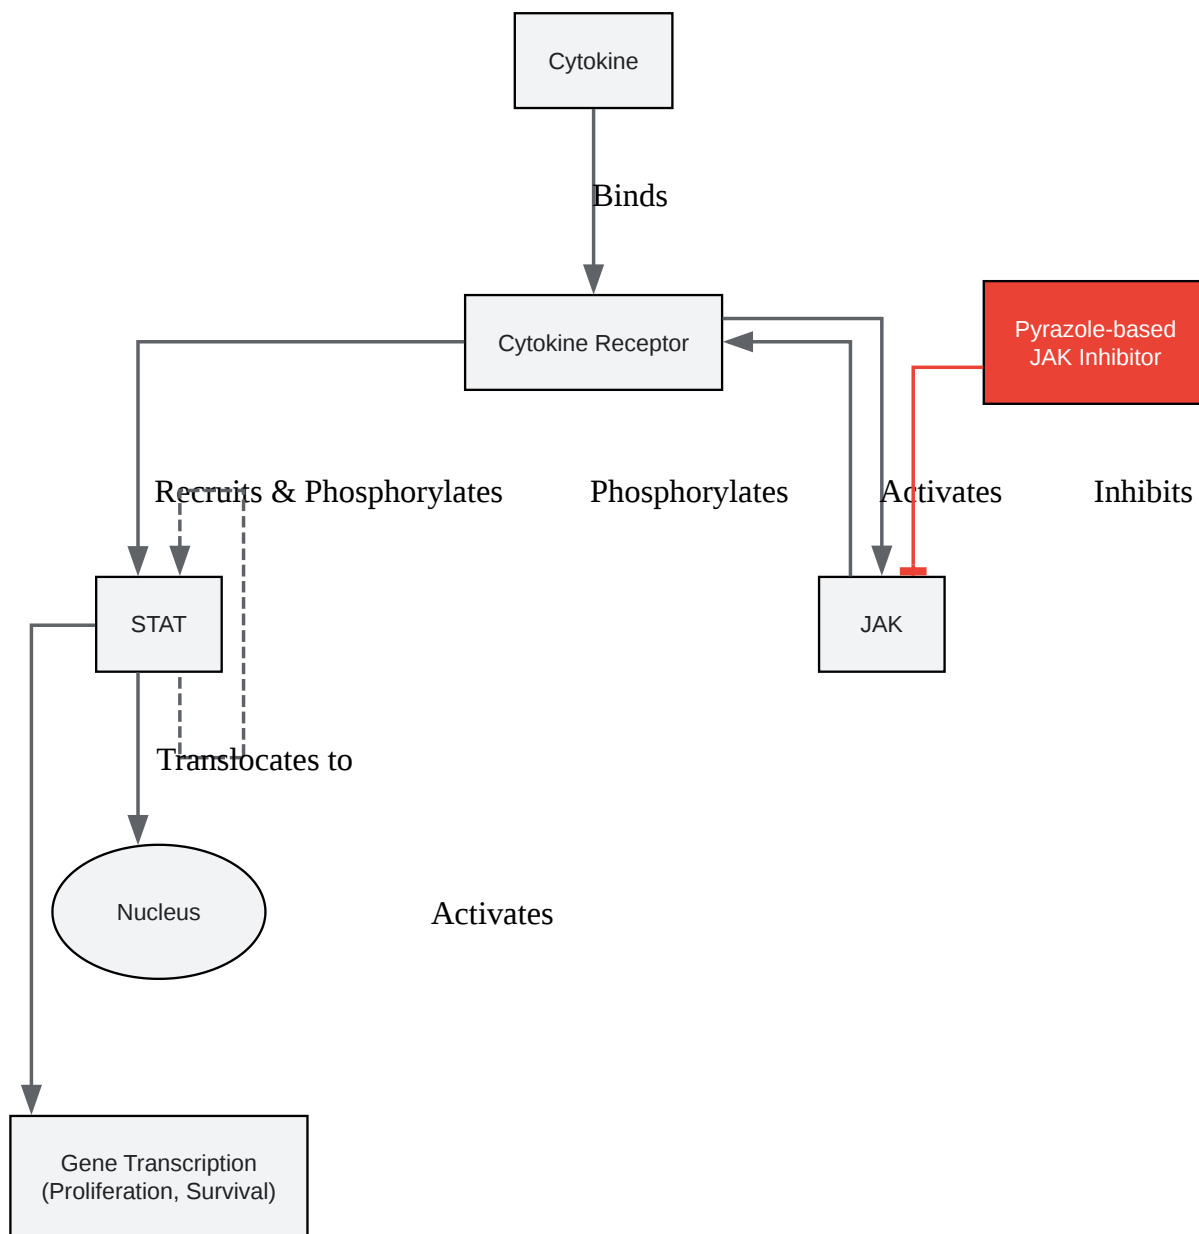 Cytokine
Binds
Cytokine Receptor
Pyrazole-based
JAK Inhibitor
Recruits & Phosphorylates
Phosphorylates
Activates
Inhibits
STAT
JAK
Translocates to
Nucleus
Activates
Gene Transcription
(Proliferation, Survival)